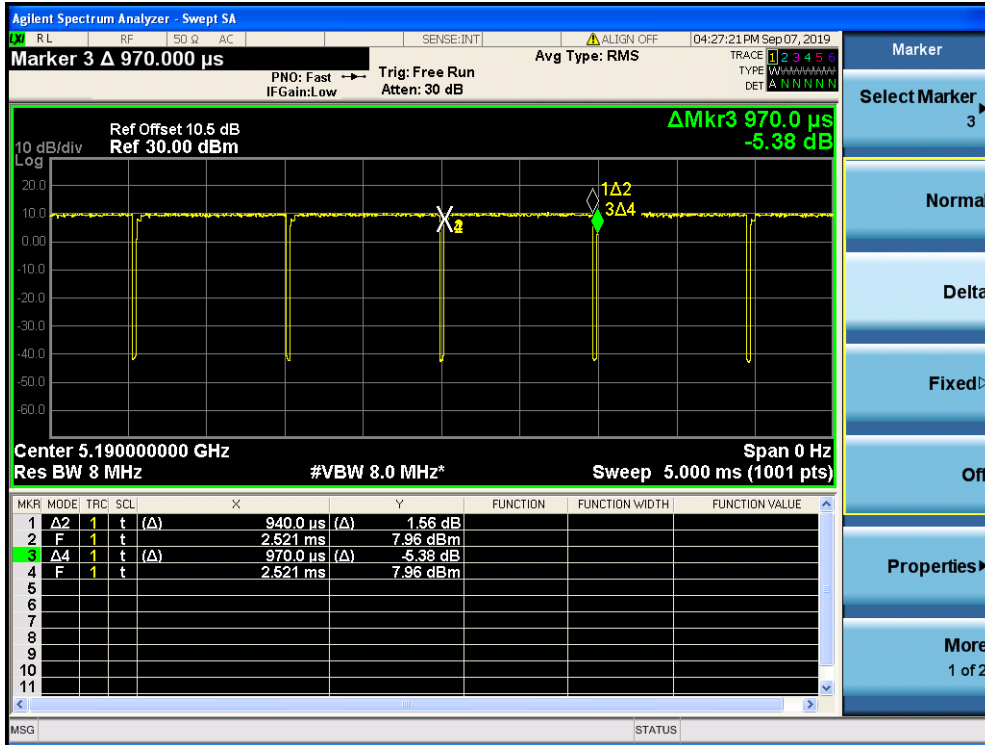 Agilent Spectrum Analyzer - Swept SA
LXI RL RF 50 Ω AC SENSE:INT ALIGN OFF 04:27:21 PM Sep 07, 2019
Marker 3 Δ 970.000 µs
PNO: Fast
IFGain:Low
Trig: Free Run
Atten: 30 dB
Avg Type: RMS
TRACE 1 2 3 4 5 6
TYPE W
DET A N N N N N
ΔMkr3 970.0 µs
-5.38 dB
Ref Offset 10.5 dB
Ref 30.00 dBm
10 dB/div
Log
20.0
10.0
0.00
-10.0
-20.0
-30.0
-40.0
-50.0
-60.0
1Δ2
3Δ4
X
Center 5.190000000 GHz Span 0 Hz
Res BW 8 MHz #VBW 8.0 MHz* Sweep 5.000 ms (1001 pts)
MKR MODE TRC SCL X Y FUNCTION FUNCTION WIDTH FUNCTION VALUE
1 Δ2 1 t (Δ) 940.0 µs (Δ) 1.56 dB
2 F 1 t 2.521 ms 7.96 dBm
3 Δ4 1 t (Δ) 970.0 µs (Δ) -5.38 dB
4 F 1 t 2.521 ms 7.96 dBm
5
6
7
8
9
10
11
MSG STATUS
Marker
Select Marker
3
Normal
Delta
Fixed
Off
Properties
More
1 of 2